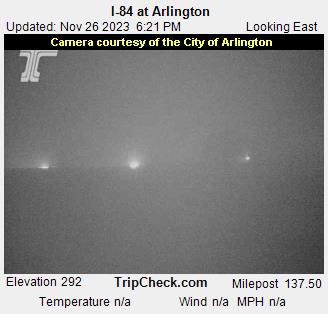 I-84 at Arlington
Updated: Nov 26 2023 6:21 PM Looking East
Camera courtesy of the City of Arlington
Elevation 292 TripCheck.com Milepost 137.50
Temperature n/a Wind n/a MPH n/a